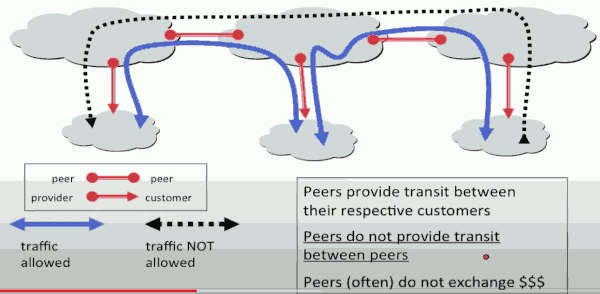 peer peer
provider customer
traffic
allowed
traffic NOT
allowed
Peers provide transit between
their respective customers
Peers do not provide transit
between peers
Peers (often) do not exchange $$$